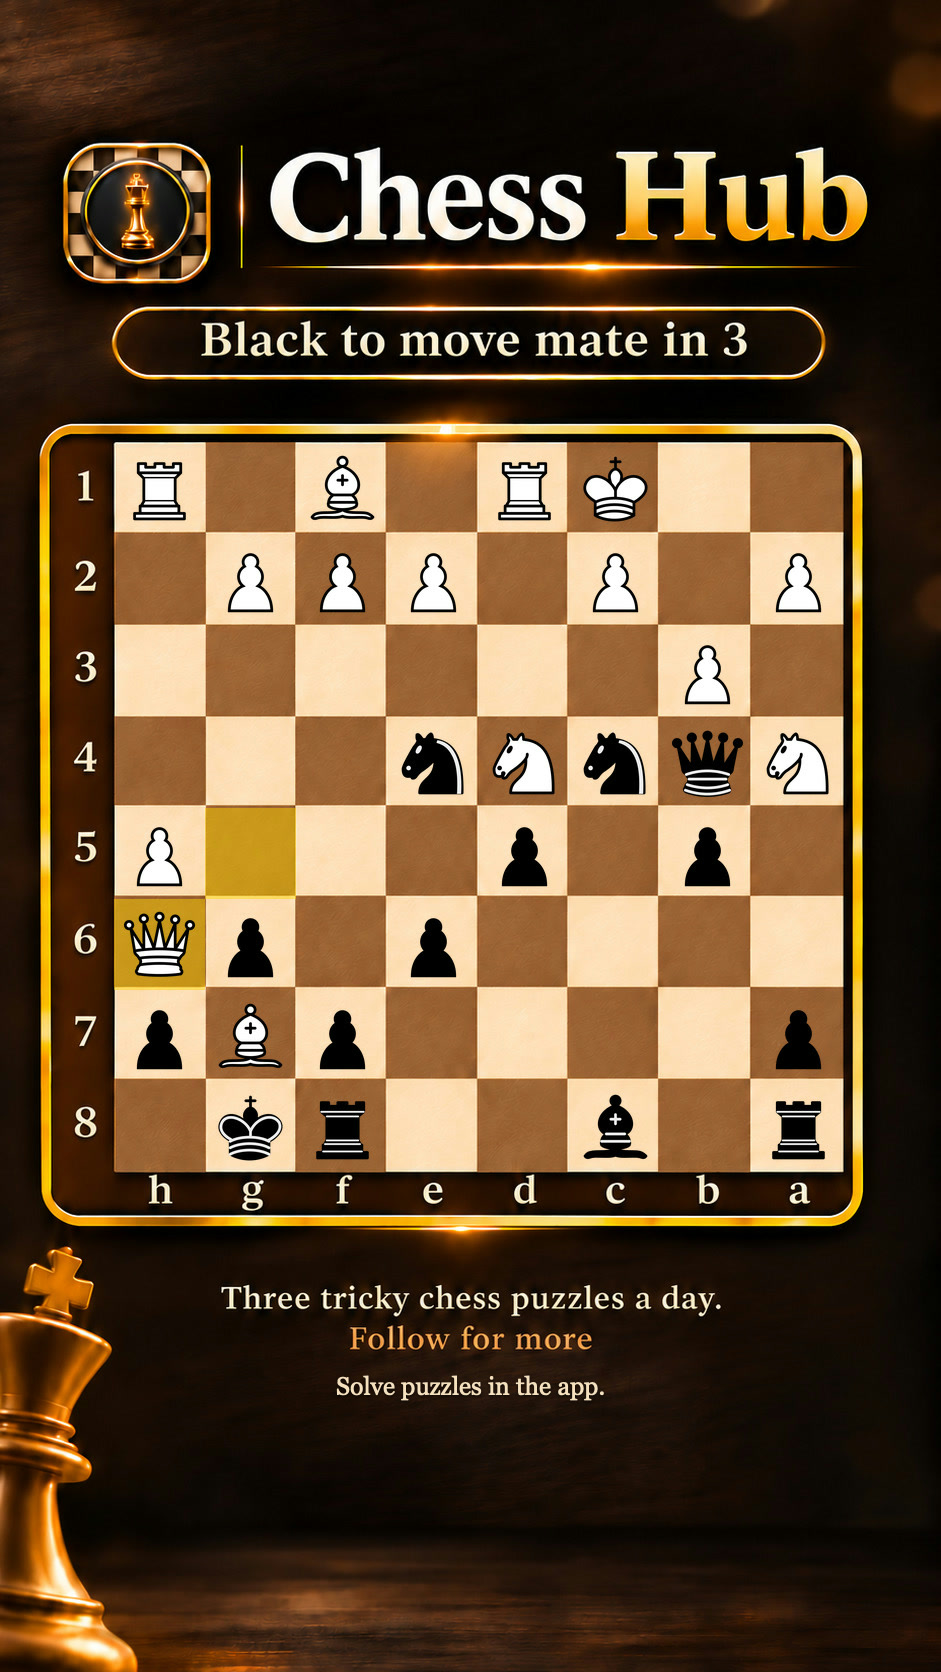 Chess Hub
Black to move mate in 3
1
2
3
4
5
6
7
8
h g f e d c b a
Three tricky chess puzzles a day.
Follow for more
Solve puzzles in the app.